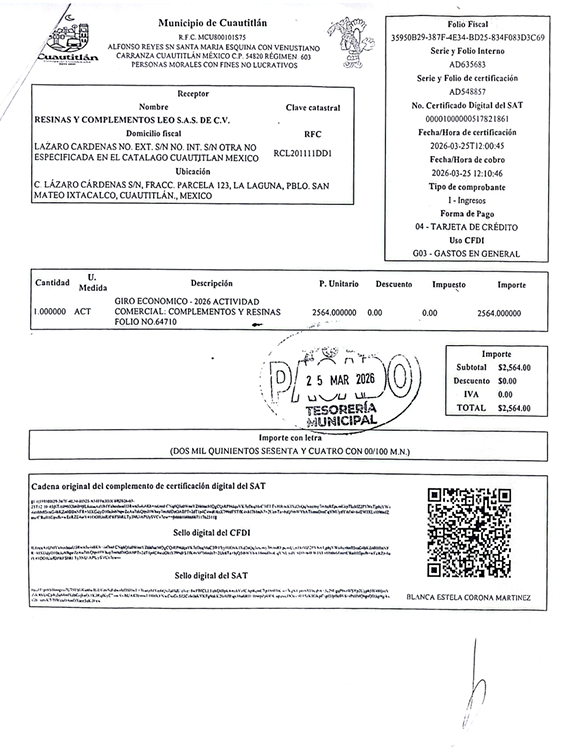 Cuautitlán
Municipio de Cuautitlán
R.F.C. MCU800101S75
ALFONSO REYES SN SANTA MARIA ESQUINA CON VENUSTIANO
CARRANZA CUAUTITLÁN MÉXICO C.P. 54820 RÉGIMEN 603
PERSONAS MORALES CON FINES NO LUCRATIVOS
Folio Fiscal
35950B29-387F-4E34-BD25-834F083D3C69
Serie y Folio Interno
AD635683
Serie y Folio de certificación
AD548857
No. Certificado Digital del SAT
00001000000517821861
Fecha/Hora de certificación
2026-03-25T12:00:45
Fecha/Hora de cobro
2026-03-25 12:10:46
Tipo de comprobante
I - Ingresos
Forma de Pago
04 - TARJETA DE CRÉDITO
Uso CFDI
G03 - GASTOS EN GENERAL
Receptor
Nombre Clave catastral
RESINAS Y COMPLEMENTOS LEO S.A.S. DE C.V.
Domicilio fiscal RFC
LAZARO CARDENAS NO. EXT. S/N NO. INT. S/N OTRA NO
ESPECIFICADA EN EL CATALAGO CUAUTJTLAN MEXICO RCL201111DD1
Ubicación
C. LÁZARO CÁRDENAS S/N, FRACC. PARCELA 123, LA LAGUNA, PBLO. SAN
MATEO IXTACALCO, CUAUTITLÁN., MEXICO
Cantidad U. Medida Descripción P. Unitario Descuento Impuesto Importe
1.000000 ACT GIRO ECONOMICO - 2026 ACTIVIDAD
COMERCIAL: COMPLEMENTOS Y RESINAS 2564.000000 0.00 0.00 2564.000000
FOLIO NO.64710
PAGADO
25 MAR 2026
TESORERÍA
MUNICIPAL
Importe
Subtotal $2,564.00
Descuento $0.00
IVA 0.00
TOTAL $2,564.00
Importe con letra
(DOS MIL QUINIENTOS SESENTA Y CUATRO CON 00/100 M.N.)
Cadena original del complemento de certificación digital del SAT
Sello digital del CFDI
Sello digital del SAT
BLANCA ESTELA CORONA MARTINEZ